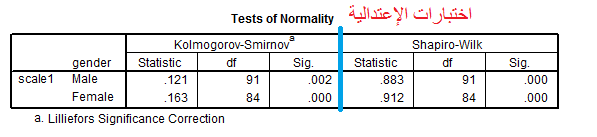 Tests of Normality اختبارات الإعتدالية
Kolmogorov-Smirnov^a Shapiro-Wilk
gender Statistic df Sig. Statistic df Sig.
scale1 Male .121 91 .002 .883 91 .000
Female .163 84 .000 .912 84 .000
a. Lilliefors Significance Correction